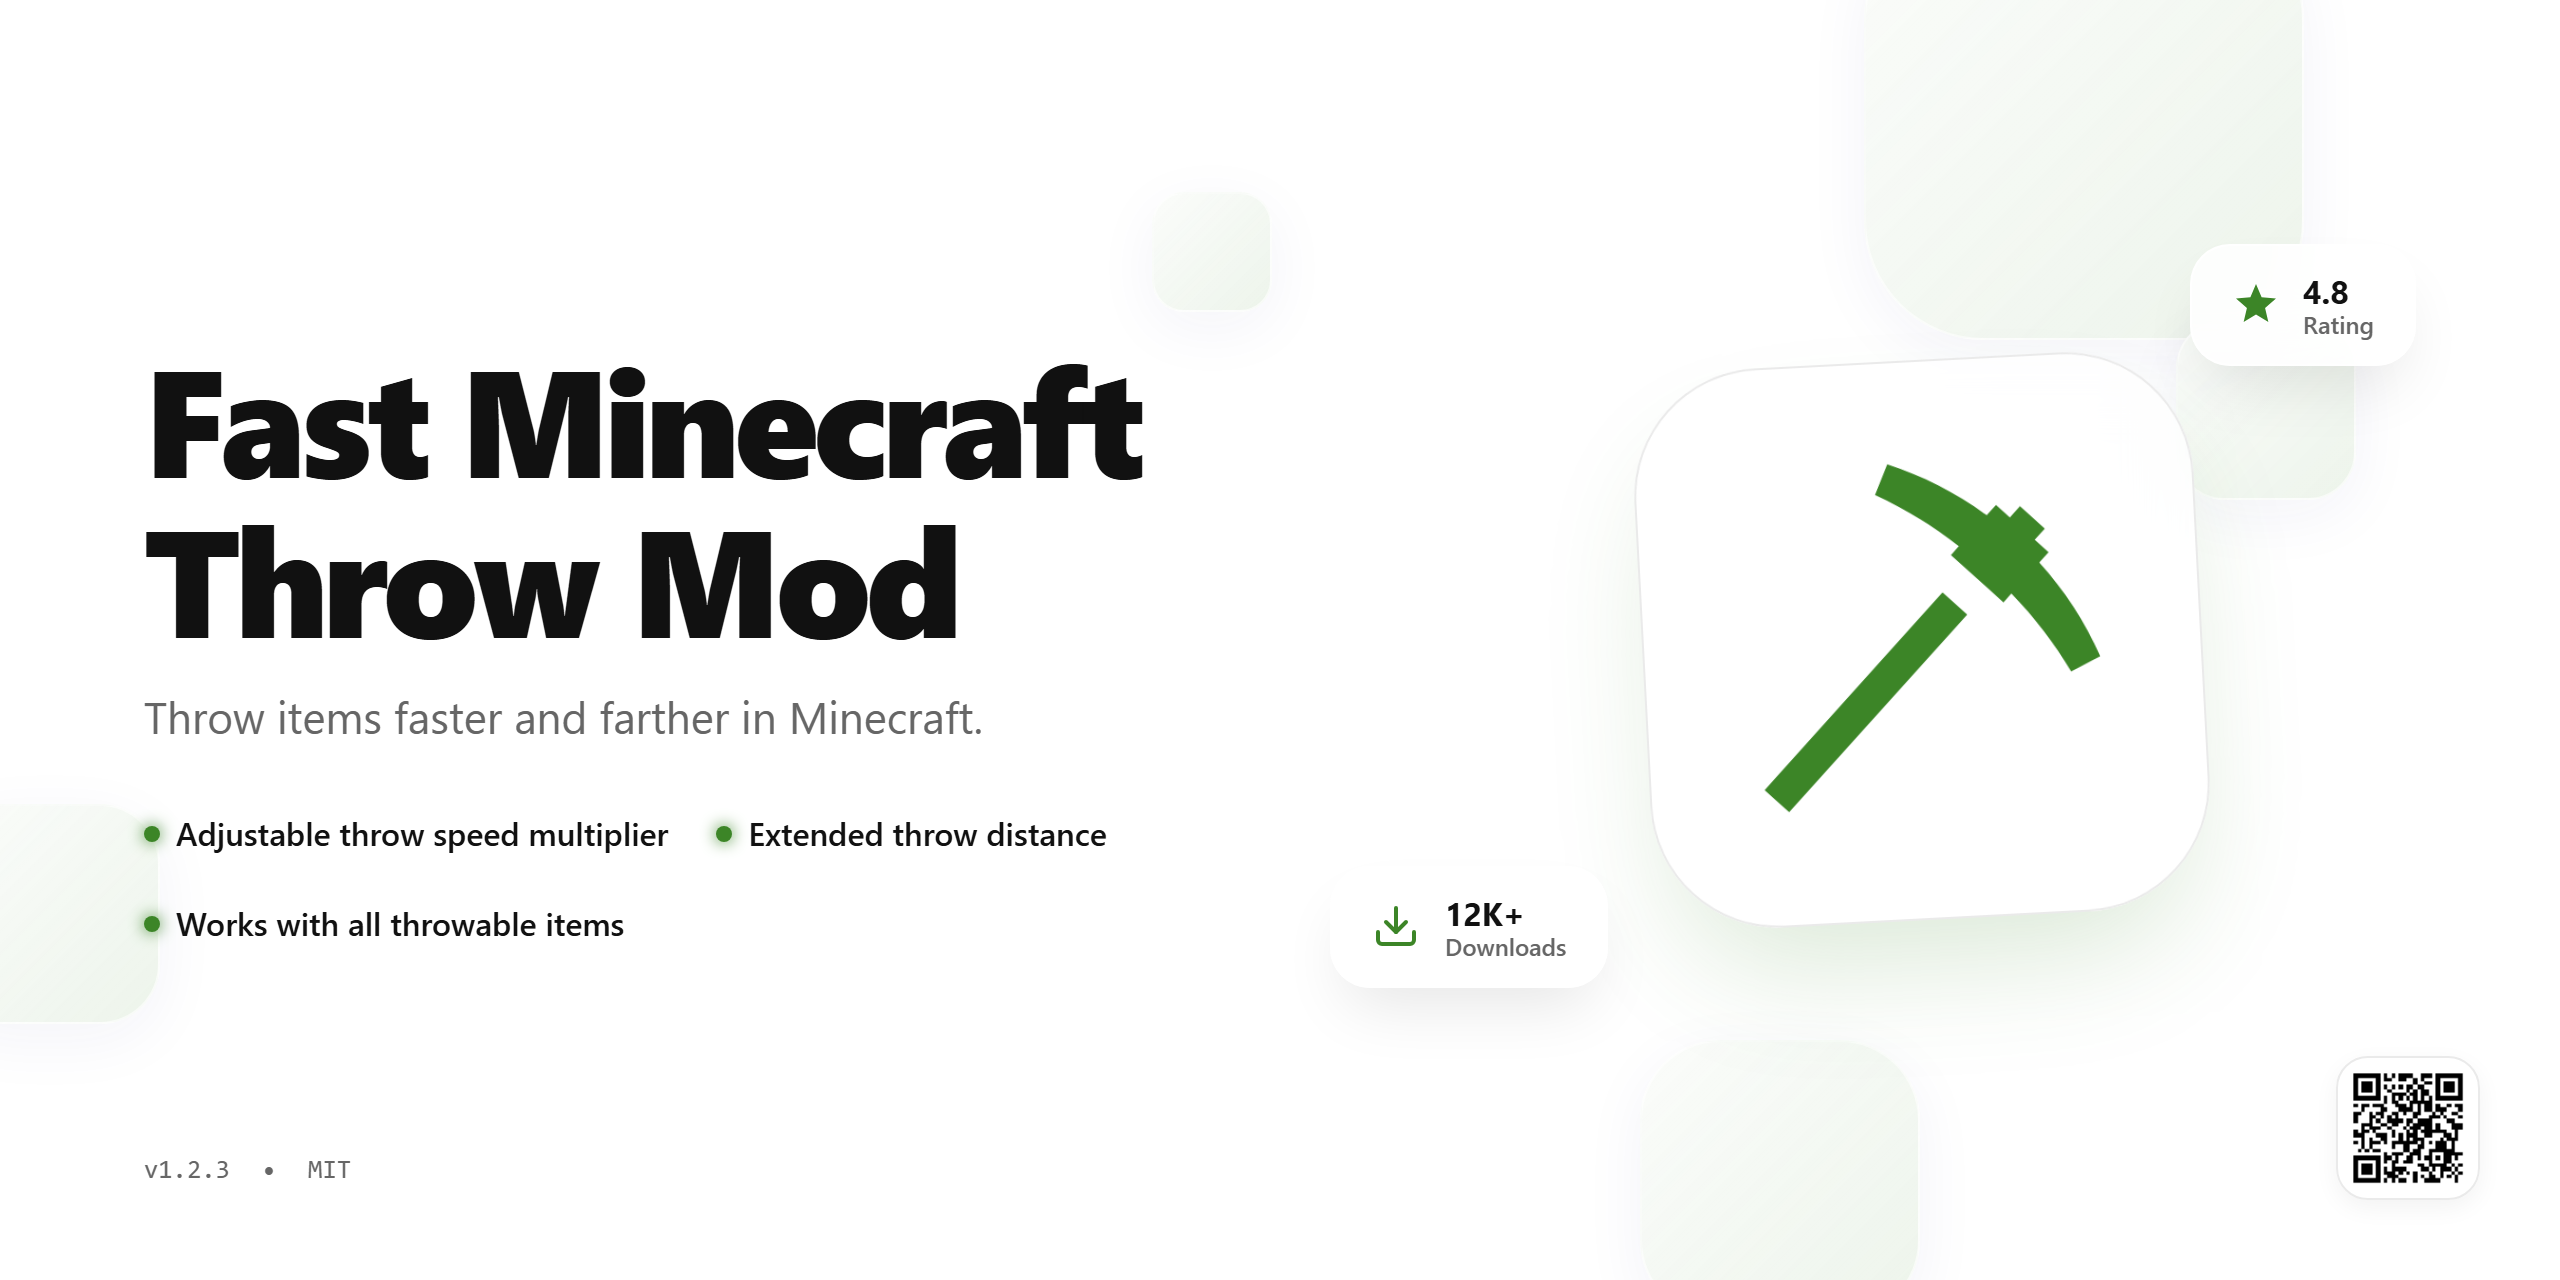 Fast Minecraft
Throw Mod
Throw items faster and farther in Minecraft.
Adjustable throw speed multiplier
Extended throw distance
Works with all throwable items
4.8
Rating
12K+
Downloads
v1.2.3 • MIT